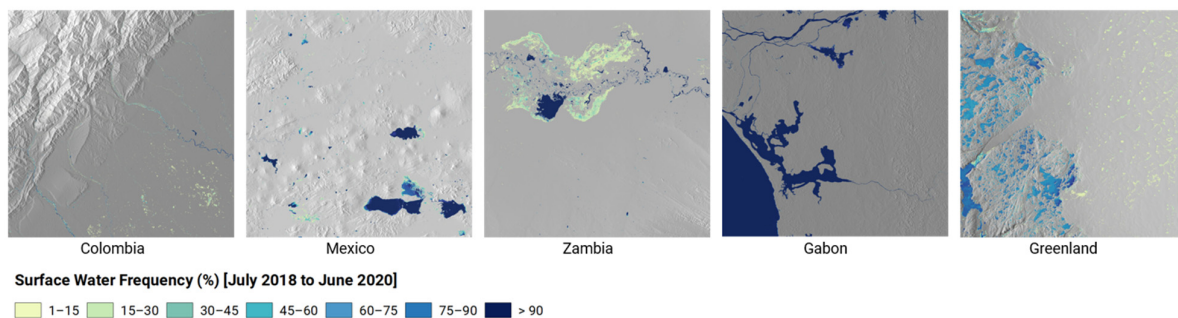 Colombia
Mexico
Zambia
Gabon
Greenland
Surface Water Frequency (%) [July 2018 to June 2020]
1–15 15–30 30–45 45–60 60–75 75–90 > 90